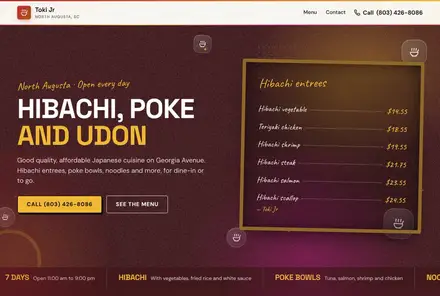 Toki Jr
NORTH AUGUSTA, SC
Menu
Contact
Call (803) 426-8086
North Augusta · Open every day
HIBACHI, POKE
AND UDON
Good quality, affordable Japanese cuisine on Georgia Avenue.
Hibachi entrees, poke bowls, noodles and more, for dine-in or
to go.
CALL (803) 426-8086
SEE THE MENU
Hibachi entrees
Hibachi vegetable $14.55
Teriyaki chicken $18.55
Hibachi shrimp $19.55
Hibachi steak $21.75
Hibachi salmon $23.55
Hibachi scallop $24.55
– Toki Jr
7 DAYS Open 11:00 am to 9:00 pm
HIBACHI With vegetables, fried rice and white sauce
POKE BOWLS Tuna, salmon, shrimp and chicken